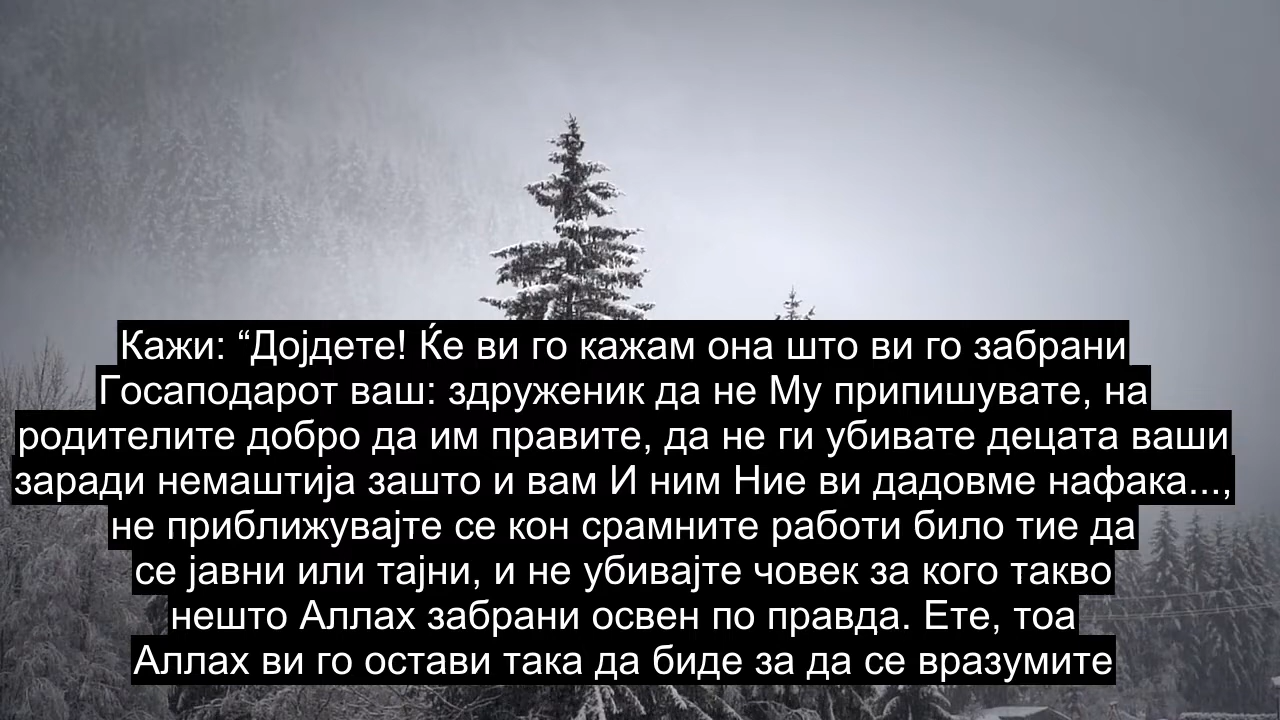 Кажи: “Дојдете! Ќе ви го кажам она што ви го забрани
Госаподарот ваш: здруженик да не Му припишувате, на
родителите добро да им правите, да не ги убивате децата ваши
заради немаштија зашто и вам И ним Ние ви дадовме нафака...,
не приближувајте се кон срамните работи било тие да
се јавни или тајни, и не убивајте човек за кого такво
нешто Аллах забрани освен по правда. Ете, тоа
Аллах ви го остави така да биде за да се вразумите